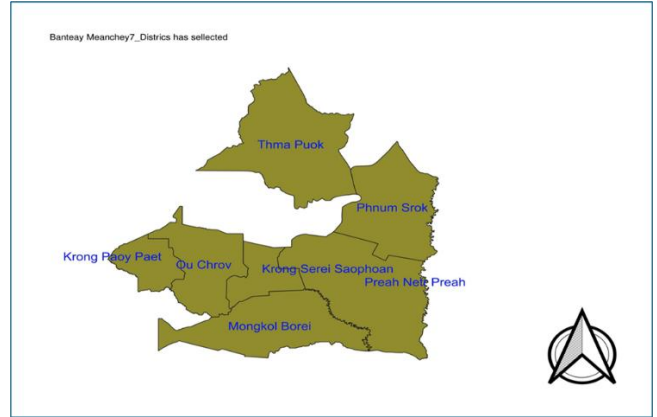 Banteay Meanchey7_Districs has sellected
Thma Puok
Phnum Srok
Krong Paoy Paet
Ou Chrov
Krong Serei Saophoan
Preah Nett Preah
Mongkol Borei